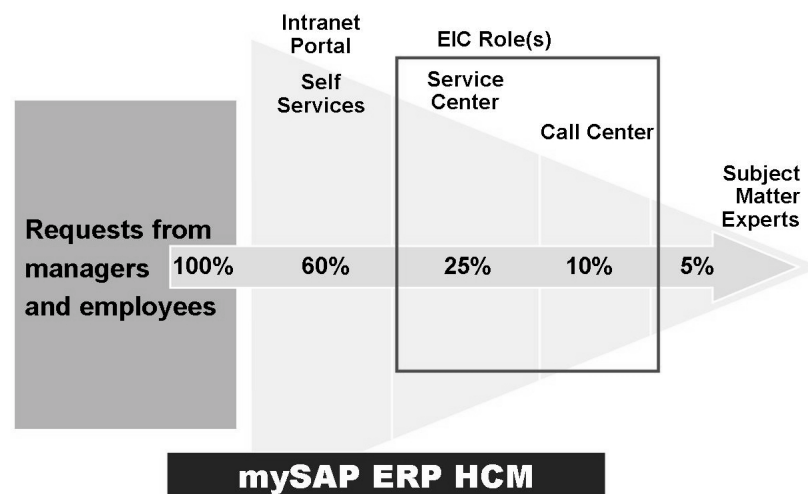 Intranet
Portal
Self
Services
EIC Role(s)
Service
Center
Call Center
Subject
Matter
Experts
Requests from
managers
and employees
100%
60%
25%
10%
5%
mySAP ERP HCM